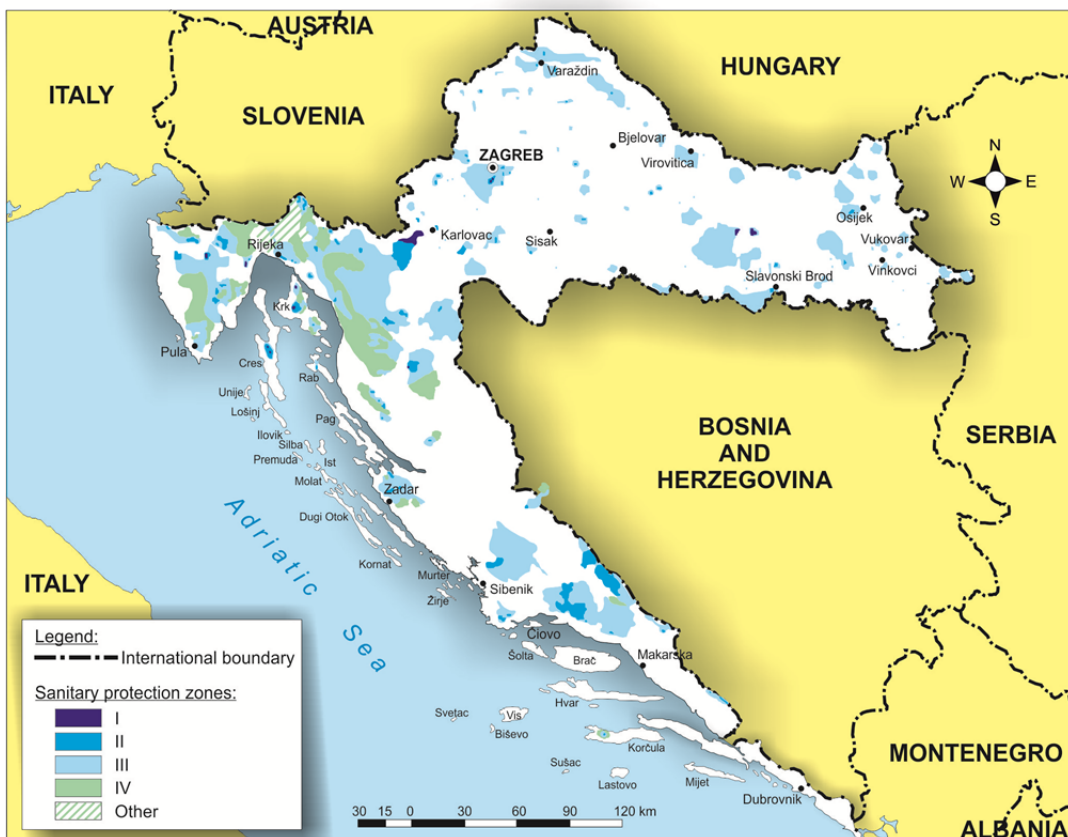 AUSTRIA
ITALY
HUNGARY
SLOVENIA
Varaždin
Bjelovar
ZAGREB
Virovitica
N
W
E
S
Osijek
Karlovac
Sisak
Vukovar
Rijeka
Vinkovci
Slavonski Brod
Krk
Pula
Cres
Rab
Unije
Lošinj
Pag
Ilovik
Silba
BOSNIA
AND
HERZEGOVINA
SERBIA
Premuda
Ist
Molat
Zadar
Dugi Otok
Adriatic Sea
Kornat
Murter
ITALY
Sibenik
Žirje
Čiovo
Šolta
Brač
Makarska
Hvar
Svetac
Vis
Biševo
Korčula
Sušac
Lastovo
Mljet
MONTENEGRO
Dubrovnik
ALBANIA
Legend:
International boundary
Sanitary protection zones:
I
II
III
IV
Other
30 15 0 30 60 90 120 km